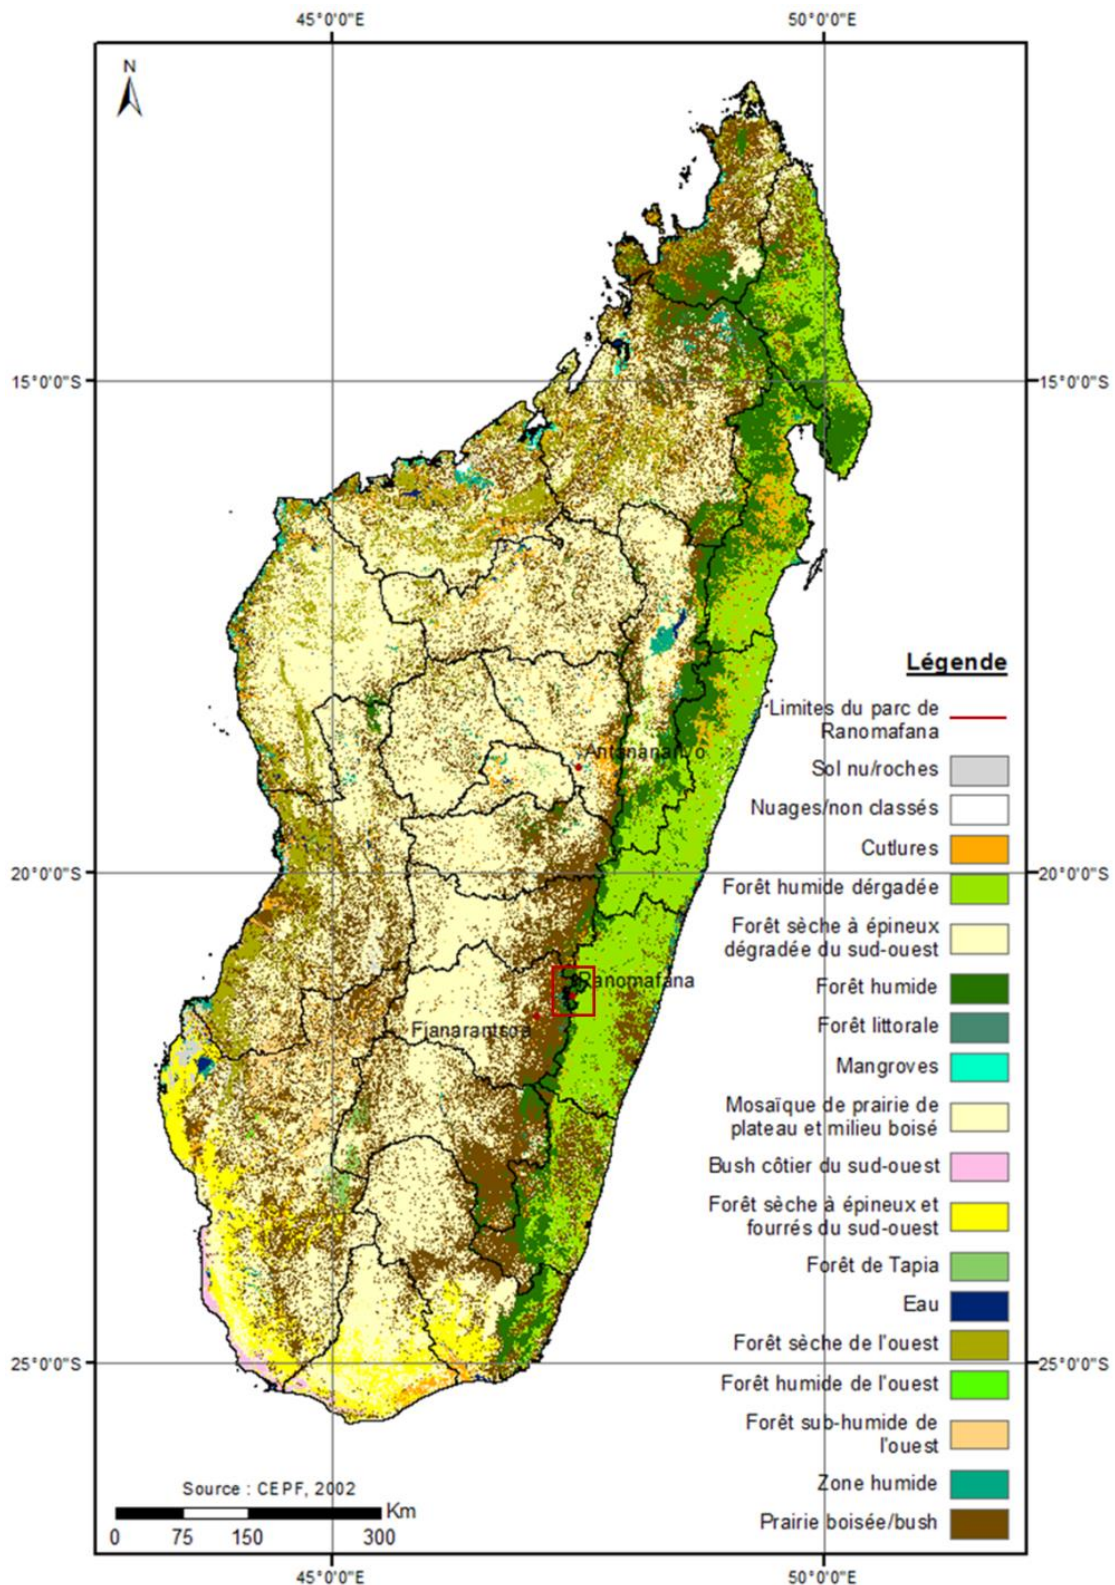 45°0'0"E 50°0'0"E
N
15°0'0"S 15°0'0"S
Légende
Limites du parc de
Ranomafana
Antananarivo
Sol nu/roches
Nuages/non classés
Cutlures
20°0'0"S 20°0'0"S
Forêt humide dérgadée
Forêt sèche à épineux
dégradée du sud-ouest
Ranomafana
Forêt humide
Fianarantsoa
Forêt littorale
Mangroves
Mosaïque de prairie de
plateau et milieu boisé
Bush côtier du sud-ouest
Forêt sèche à épineux et
fourrés du sud-ouest
Forêt de Tapia
Eau
Forêt sèche de l'ouest
25°0'0"S 25°0'0"S
Forêt humide de l'ouest
Forêt sub-humide de
l'ouest
Zone humide
Prairie boisée/bush
Source : CEPF, 2002
Km
0 75 150 300
45°0'0"E 50°0'0"E